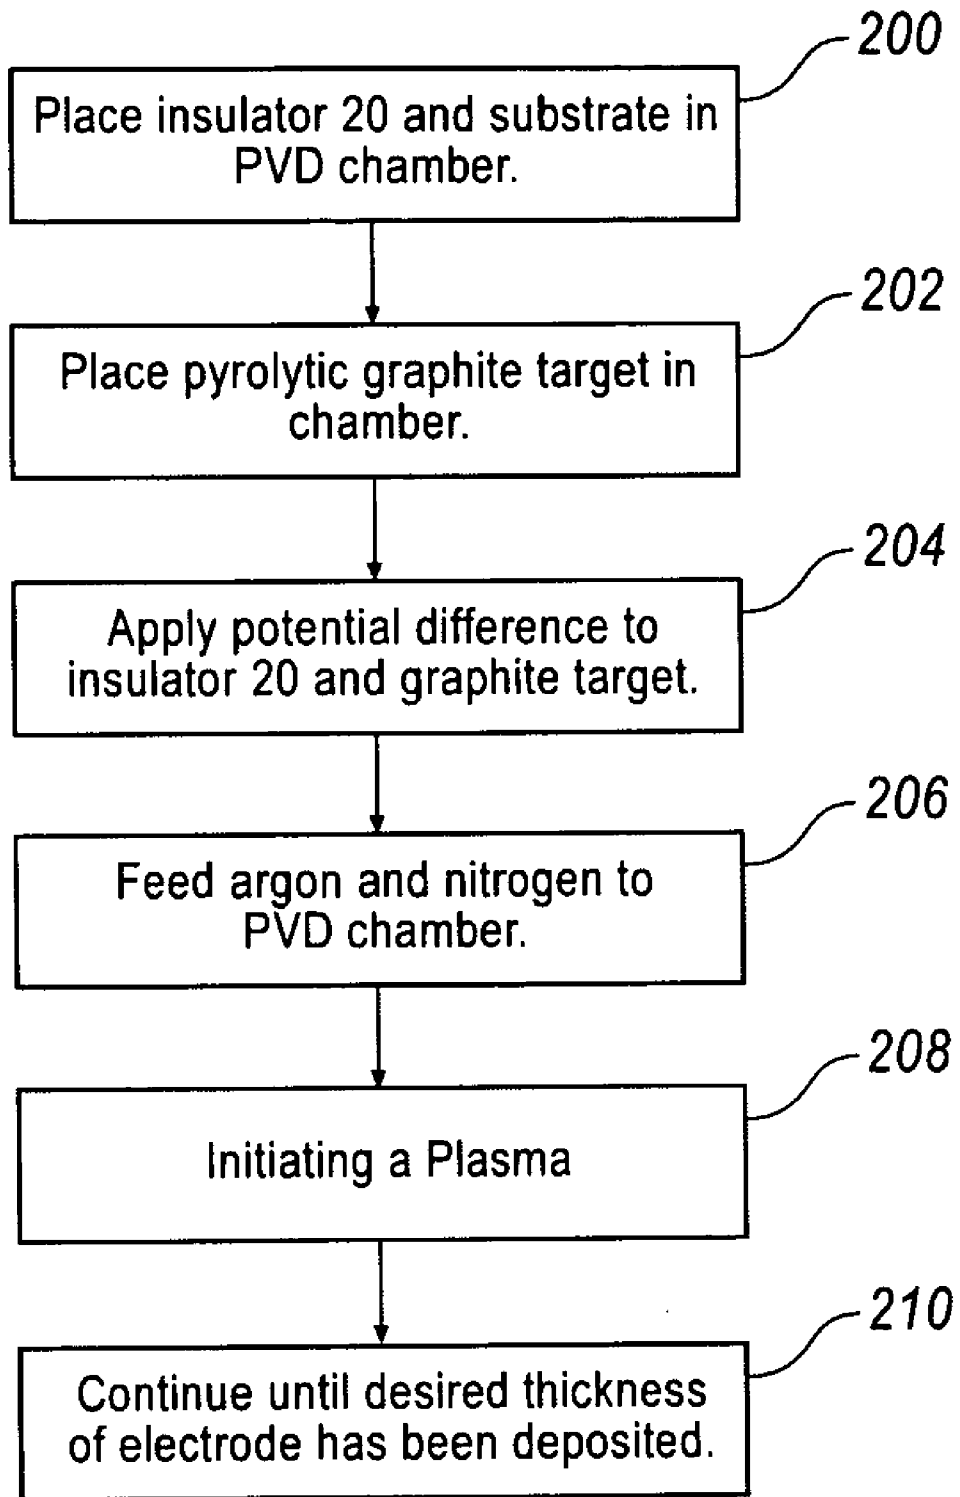 200
Place insulator 20 and substrate in
PVD chamber.
202
Place pyrolytic graphite target in
chamber.
204
Apply potential difference to
insulator 20 and graphite target.
206
Feed argon and nitrogen to
PVD chamber.
208
Initiating a Plasma
210
Continue until desired thickness
of electrode has been deposited.